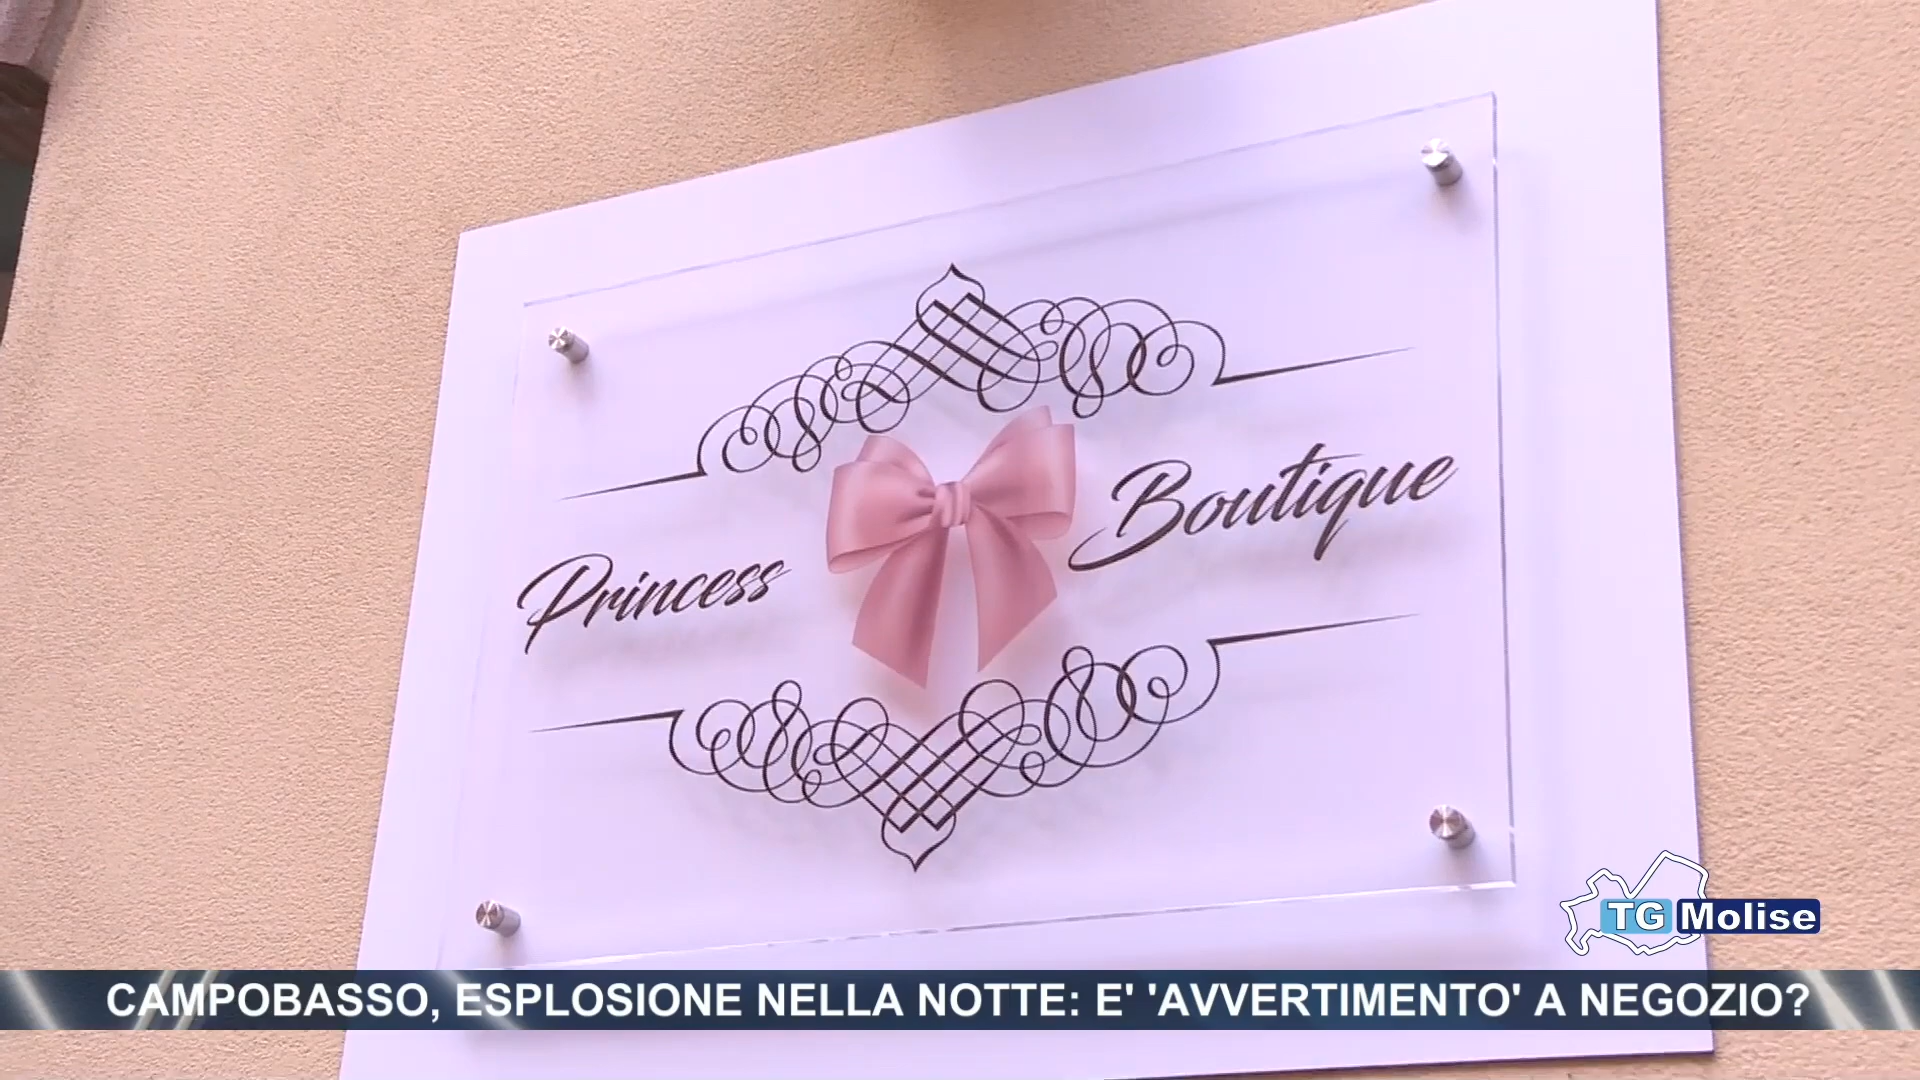 Princess Boutique
TG Molise
CAMPOBASSO, ESPLOSIONE NELLA NOTTE: E' 'AVVERTIMENTO' A NEGOZIO?